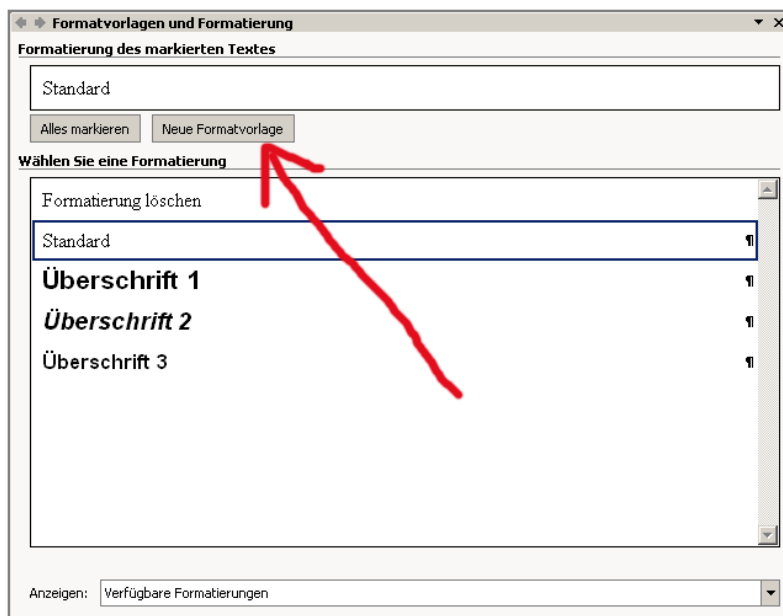 Formatvorlagen und Formatierung
Formatierung des markierten Textes
Standard
Alles markieren Neue Formatvorlage
Wählen Sie eine Formatierung
Formatierung löschen
Standard ¶
Überschrift 1 ¶
Überschrift 2 ¶
Überschrift 3 ¶
Anzeigen: Verfügbare Formatierungen